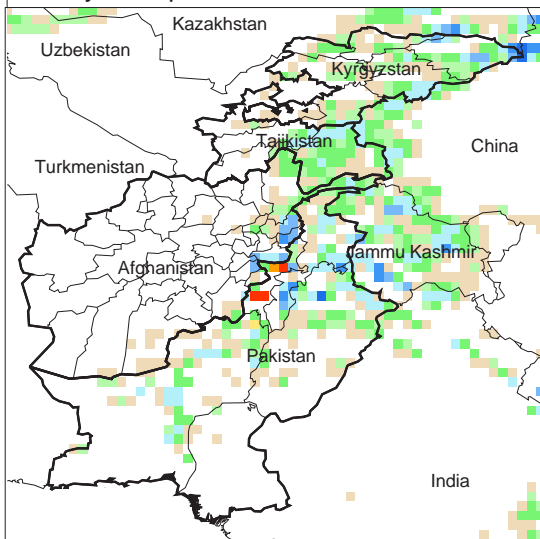 Kazakhstan
Uzbekistan
Kyrgyzstan
Tajikistan
China
Turkmenistan
Jammu Kashmir
Afghanistan
Pakistan
India